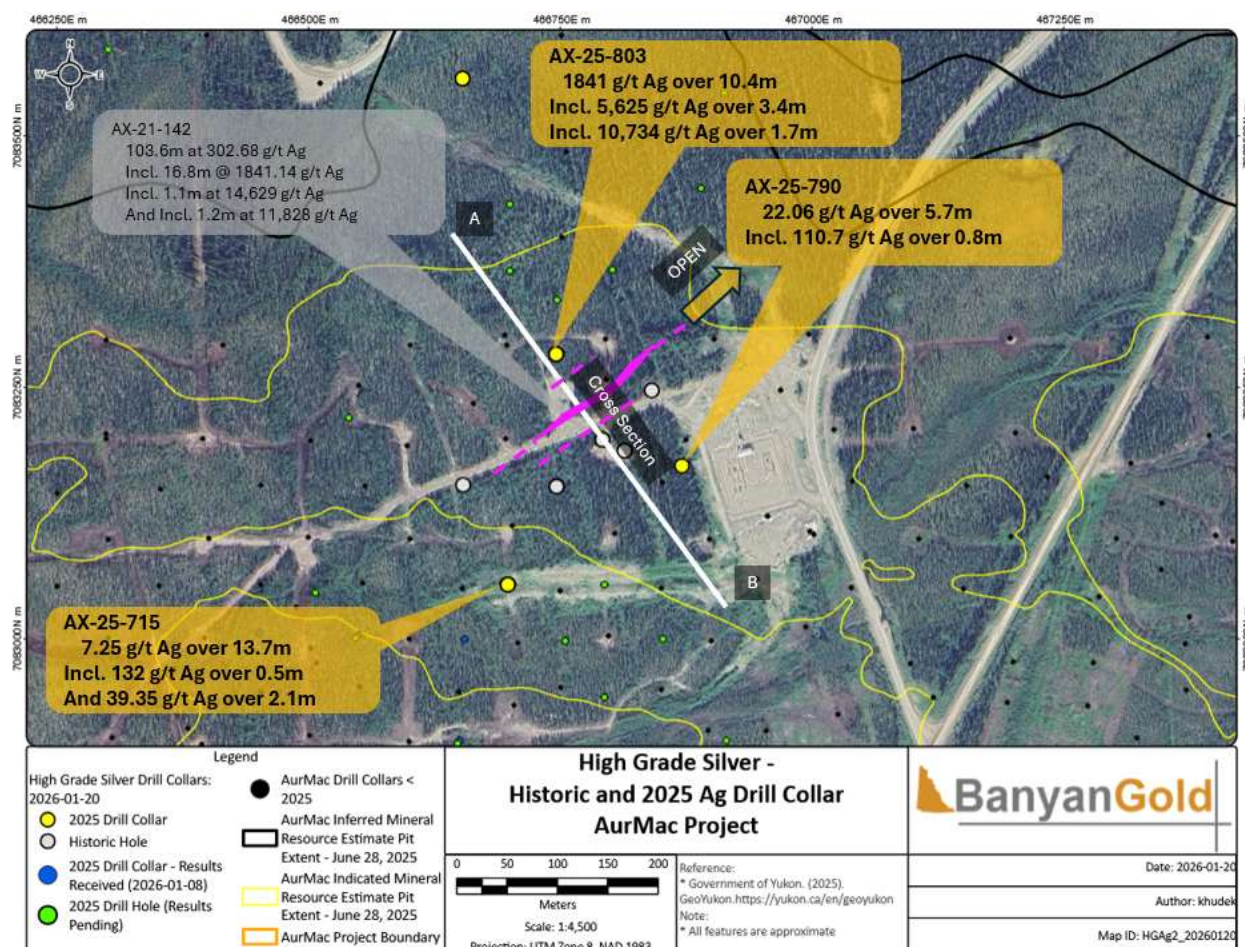 466250E m
466500E m
466750E m
467000E m
467250E m
N
W
E
S
7083500N m
7083250N m
7083000N m
AX-25-803
1841 g/t Ag over 10.4m
Incl. 5,625 g/t Ag over 3.4m
Incl. 10,734 g/t Ag over 1.7m
AX-21-142
103.6m at 302.68 g/t Ag
Incl. 16.8m @ 1841.14 g/t Ag
Incl. 1.1m at 14,629 g/t Ag
And Incl. 1.2m at 11,828 g/t Ag
AX-25-790
22.06 g/t Ag over 5.7m
Incl. 110.7 g/t Ag over 0.8m
A
OPEN
Cross Section
B
AX-25-715
7.25 g/t Ag over 13.7m
Incl. 132 g/t Ag over 0.5m
And 39.35 g/t Ag over 2.1m
Legend
High Grade Silver Drill Collars:
2026-01-20
2025 Drill Collar
Historic Hole
2025 Drill Collar - Results
Received (2026-01-08)
2025 Drill Hole (Results
Pending)
AurMac Drill Collars <
2025
AurMac Inferred Mineral
Resource Estimate Pit
Extent - June 28, 2025
AurMac Indicated Mineral
Resource Estimate Pit
Extent - June 28, 2025
AurMac Project Boundary
High Grade Silver -
Historic and 2025 Ag Drill Collar
AurMac Project
0 50 100 150 200
Meters
Scale: 1:4,500
Projection: UTM Zone 8, NAD 1983
Reference:
* Government of Yukon. (2025).
GeoYukon.https://yukon.ca/en/geoyukon
Note:
* All features are approximate
BanyanGold
Date: 2026-01-20
Author: khudek
Map ID: HGAg2_20260120